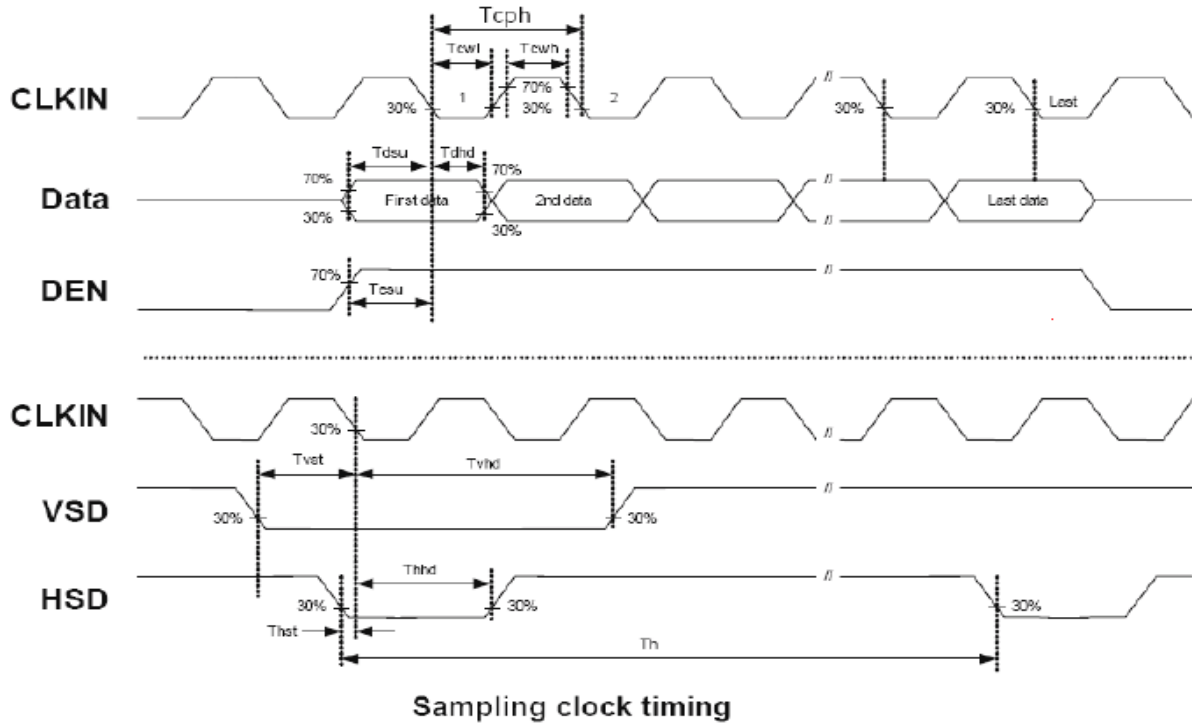 Tcph
Tcwl
Tcwh
CLKIN
30%
1
70%
30%
2
30%
30%
Last
Tdsu
Tdhd
70%
70%
Data
First data
2nd data
Last data
30%
30%
DEN
70%
Tesu
CLKIN
30%
Tvst
Tvhd
VSD
30%
30%
Thhd
HSD
30%
30%
30%
Thst
Th
Sampling clock timing